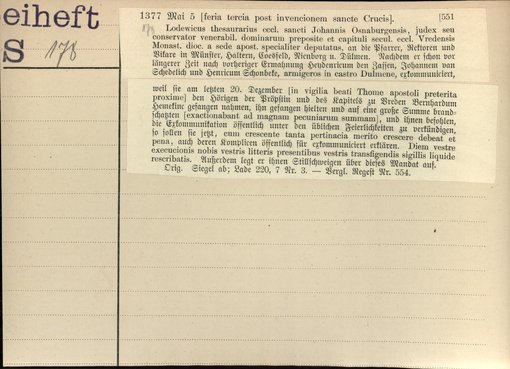 eiheft
S 178
1377 Mai 5 [feria tercia post invencionem sancte Crucis]. [551
Lodewicus thesaurarius eccl. sancti Johannis Osnaburgensis, judex seu
conservator venerabil. dominarum preposite et capituli secul. eccl. Vredensis
Monast. dioc. a sede apost. specialiter deputatus, an die Pfarrer, Rektoren und
Vikare in Münster, Haltern, Coesfeld, Nienborg u. Dülmen. Nachdem er schon vor
längerer Zeit nach vorheriger Ermahnung Heydenricum den Zassen, Johannem van
Schedelich und Henricum Schonbeke, armigeros in castro Dulmene, exkommuniciert,
weil sie am letzten 20. Dezember [in vigilia beati Thome apostoli preterita
proxime] den Hörigen der Pröpstin und des Kapitels zu Vreden Bernhardum
Hemekinc gefangen nahmen, ihn gefangen hielten und auf eine große Summe brand-
schatzten [exactionabant ad magnam pecuniarum summam], und ihnen befohlen,
die Exkommunikation öffentlich unter den üblichen Feierlichkeiten zu verkündigen,
so sollen sie jetzt, cum crescente tanta pertinacia merito crescere debeat et
pena, auch deren Komplicen öffentlich für exkommuniciert erklären. Diem vestre
execucionis nobis vestris litteris presentibus vestris transfigendis sigillis liquide
rescribatis. Außerdem legt er ihnen Stillschweigen über dieses Mandat auf.
Orig. Siegel ab; Lade 220, 7 Nr. 3. — Vergl. Regest Nr. 554.